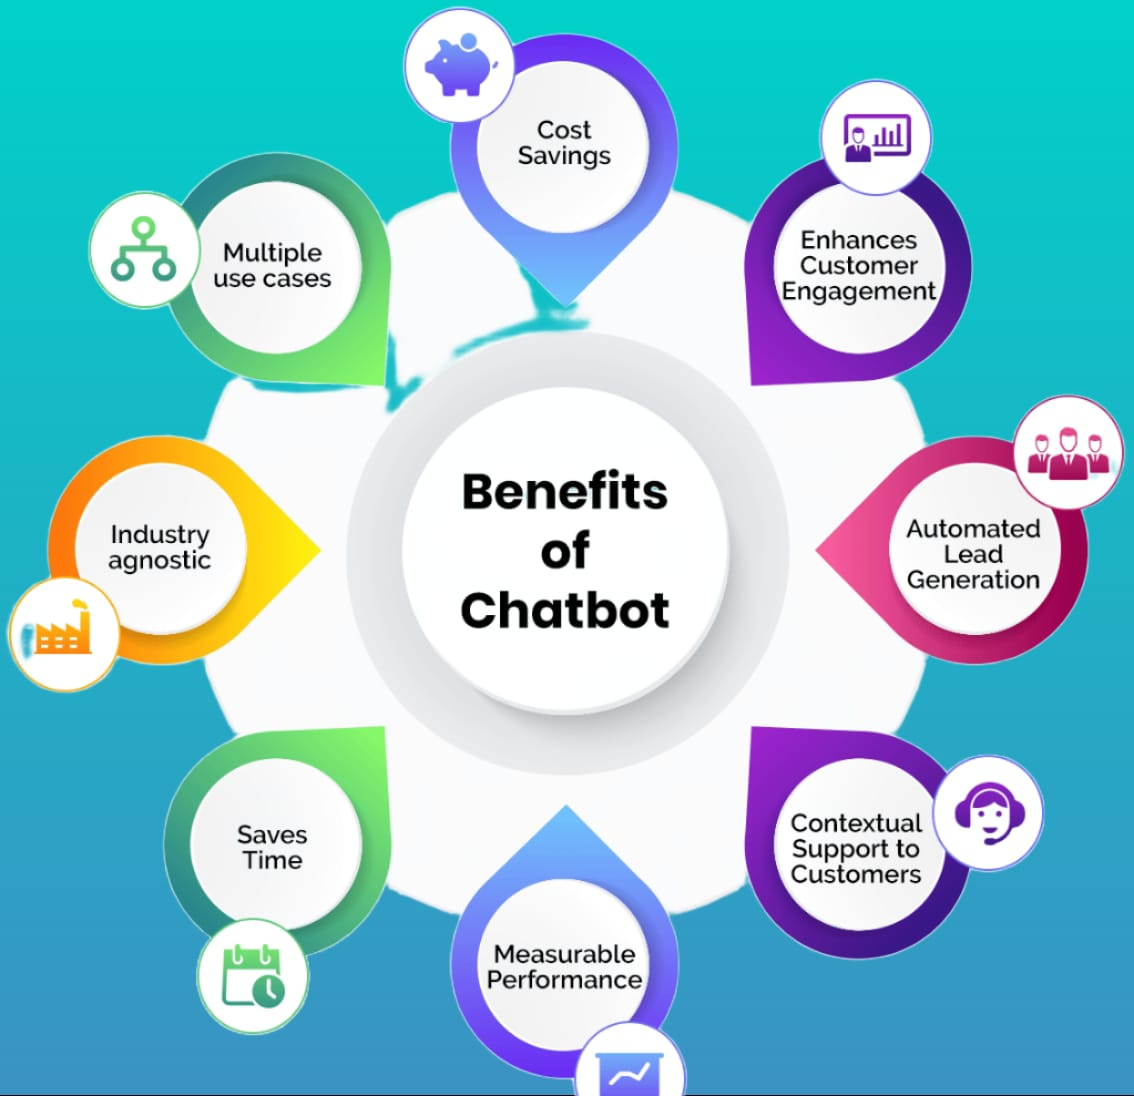 Cost
Savings
Enhances
Customer
Engagement
Multiple
use cases
Benefits
of
Chatbot
Automated
Lead
Generation
Industry
agnostic
Contextual
Support to
Customers
Saves
Time
Measurable
Performance